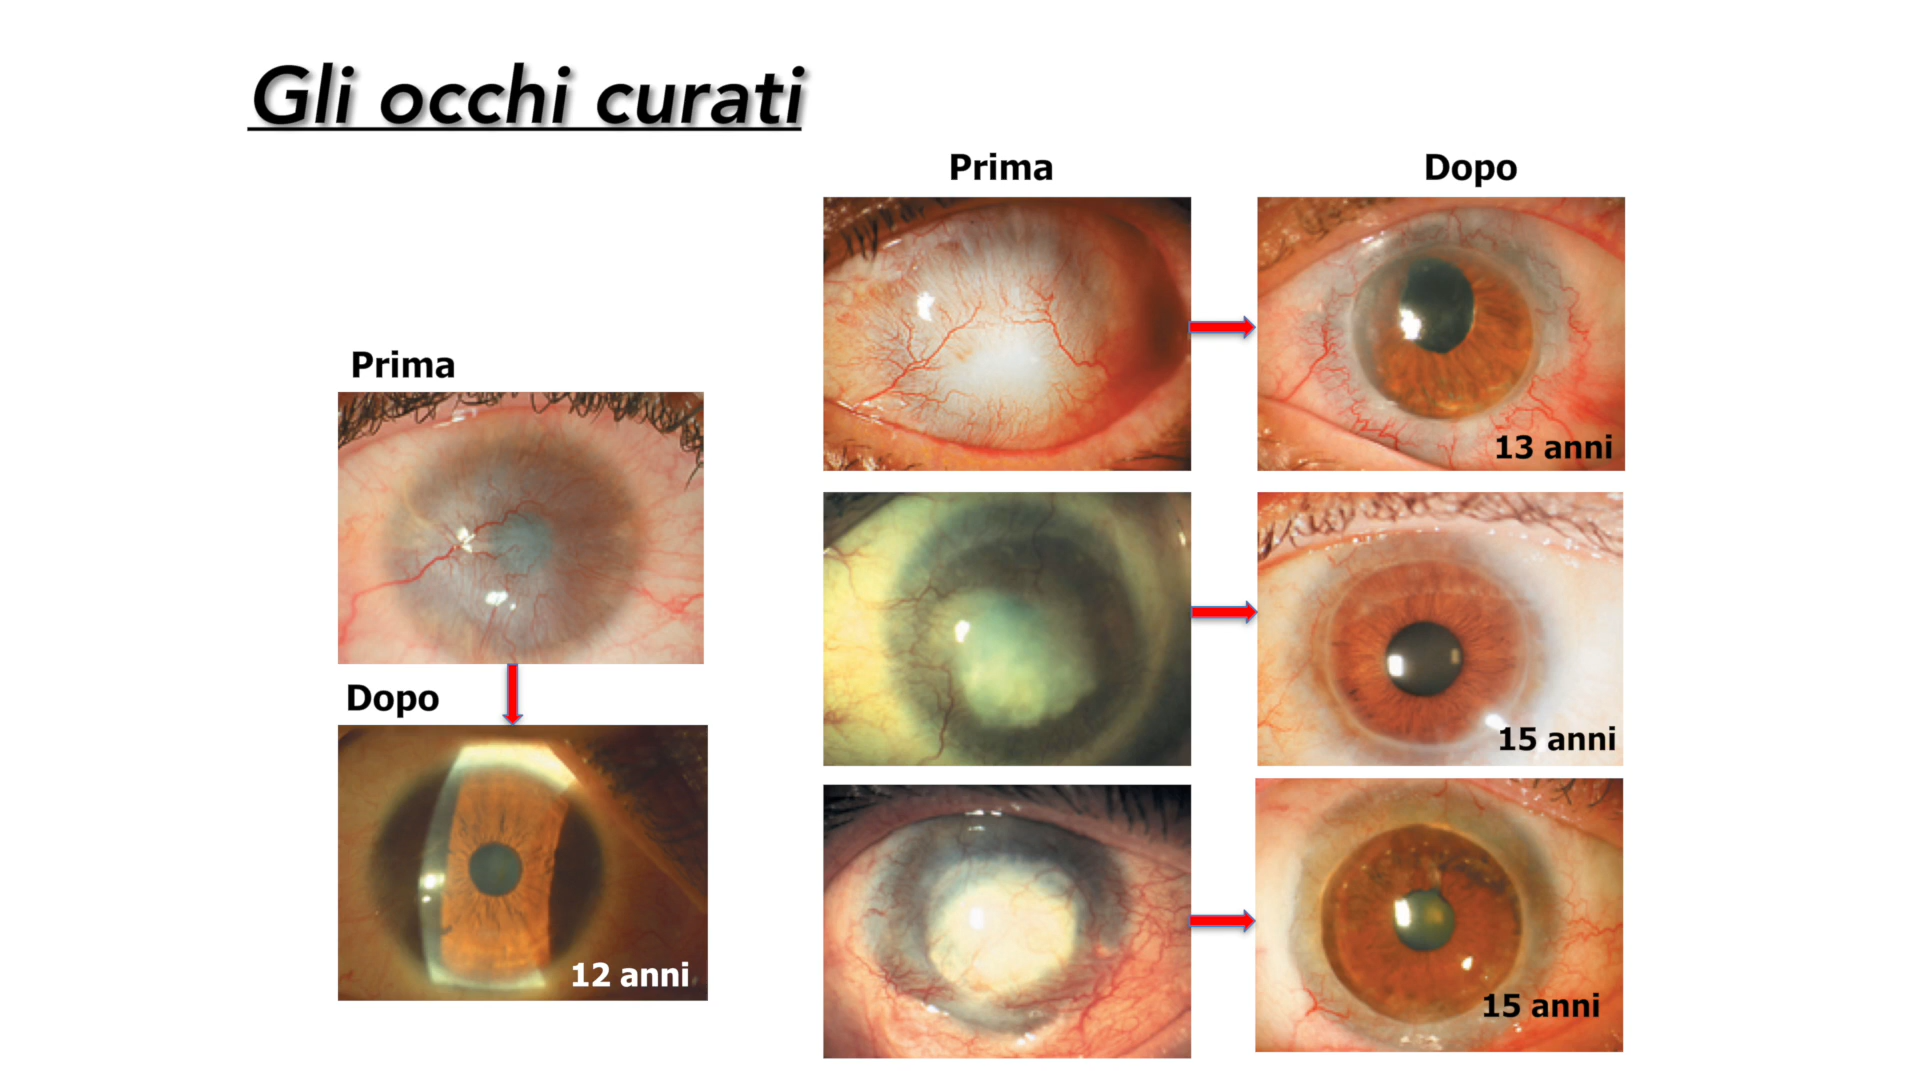 Gli occhi curati
Prima
Dopo
12 anni
Prima
Dopo
13 anni
15 anni
15 anni